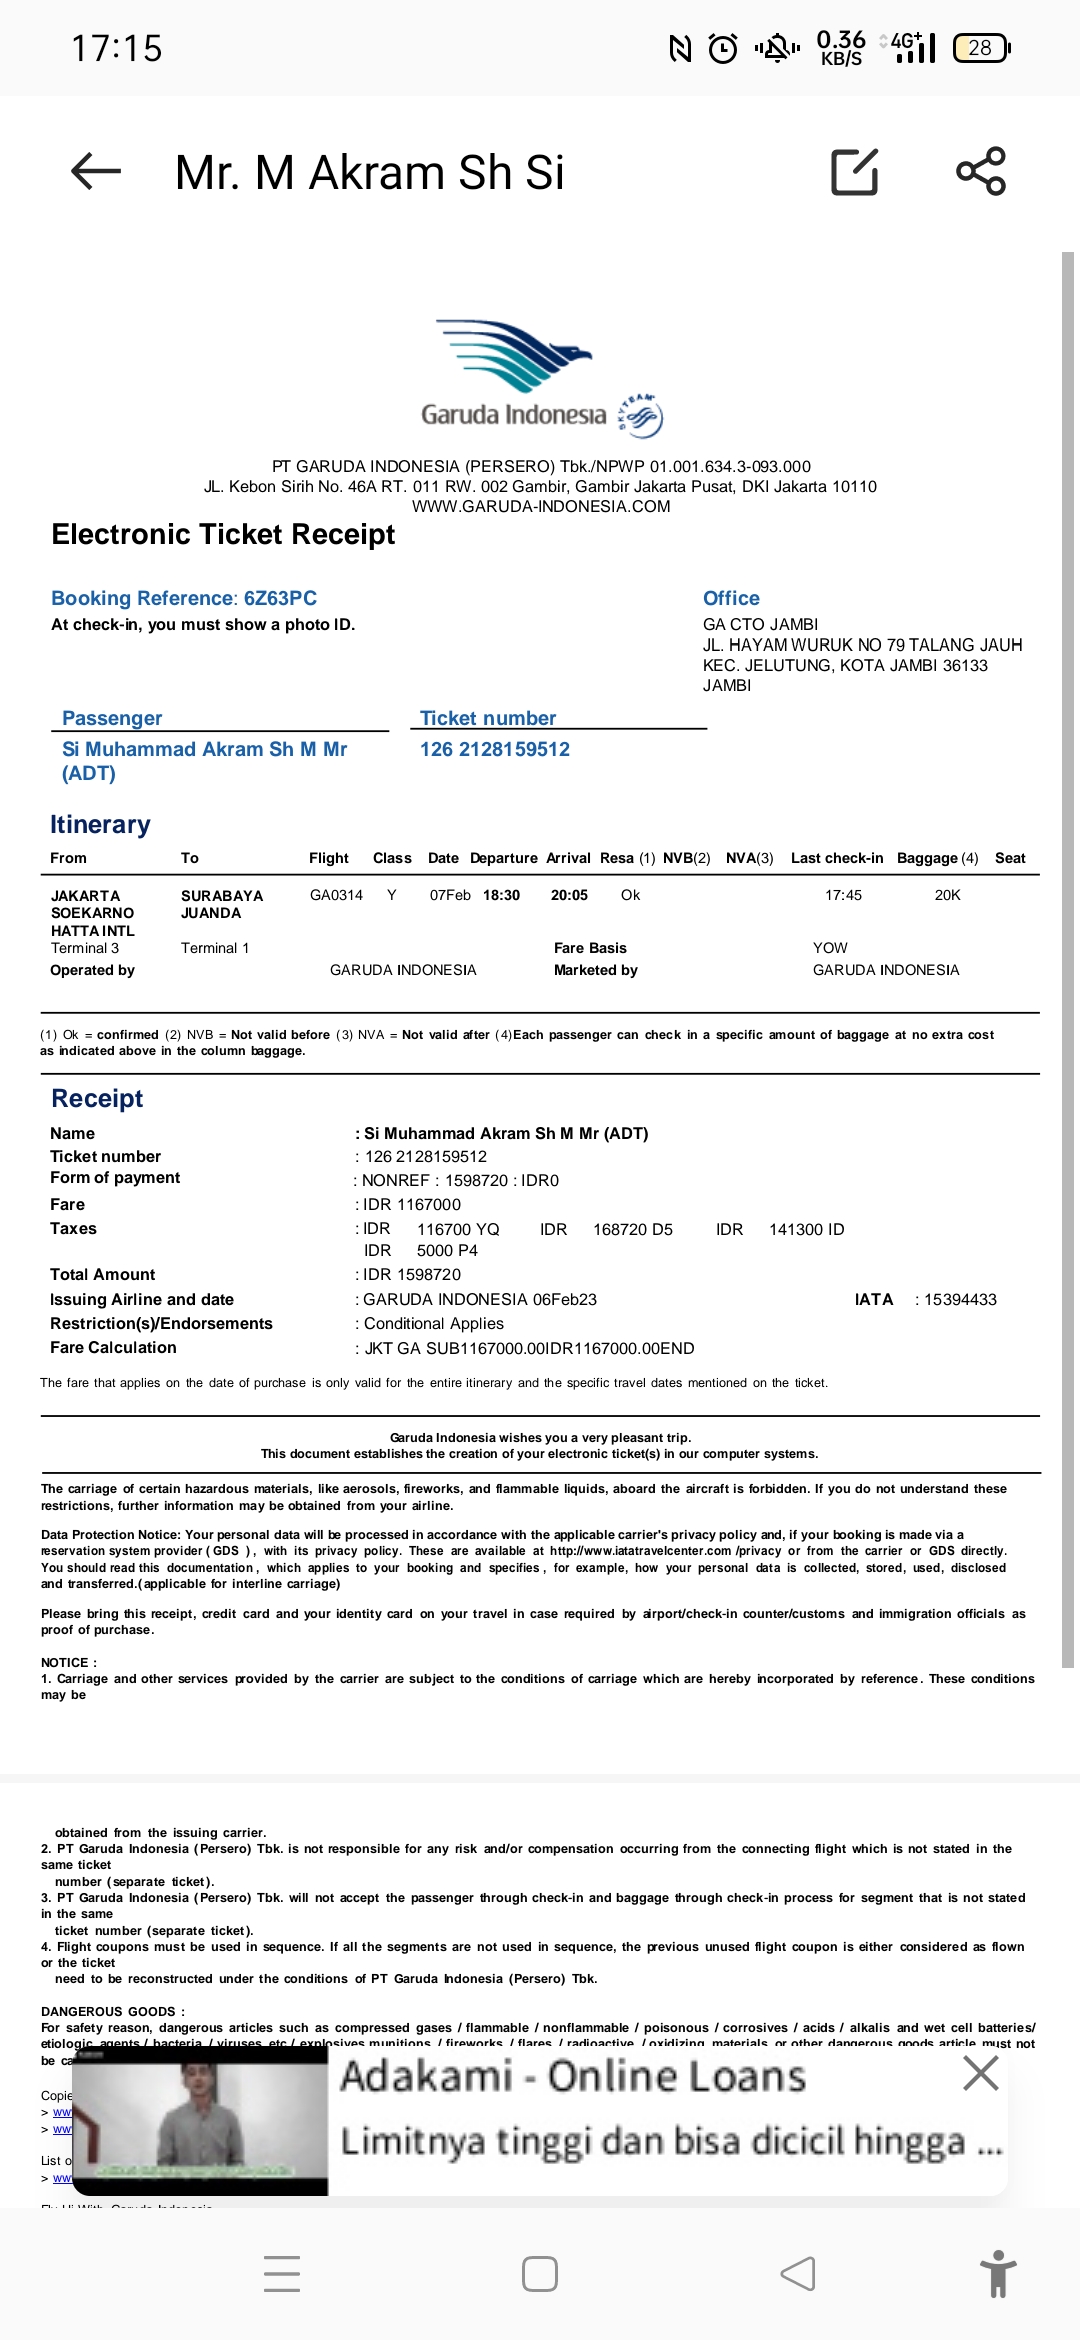 17:15
0.36 KB/S 4G+ 28
Mr. M Akram Sh Si
Garuda Indonesia SKYTEAM
PT GARUDA INDONESIA (PERSERO) Tbk./NPWP 01.001.634.3-093.000
JL. Kebon Sirih No. 46A RT. 011 RW. 002 Gambir, Gambir Jakarta Pusat, DKI Jakarta 10110
WWW.GARUDA-INDONESIA.COM
Electronic Ticket Receipt
Booking Reference: 6Z63PC
At check-in, you must show a photo ID.
Office
GA CTO JAMBI
JL. HAYAM WURUK NO 79 TALANG JAUH
KEC. JELUTUNG, KOTA JAMBI 36133
JAMBI
Passenger Ticket number
Si Muhammad Akram Sh M Mr 126 2128159512
(ADT)
Itinerary
From To Flight Class Date Departure Arrival Resa (1) NVB(2) NVA(3) Last check-in Baggage (4) Seat
JAKARTA SURABAYA GA0314 Y 07Feb 18:30 20:05 Ok 17:45 20K
SOEKARNO JUANDA
HATTA INTL
Terminal 3 Terminal 1 Fare Basis YOW
Operated by GARUDA INDONESIA Marketed by GARUDA INDONESIA
(1) Ok = confirmed (2) NVB = Not valid before (3) NVA = Not valid after (4)Each passenger can check in a specific amount of baggage at no extra cost
as indicated above in the column baggage.
Receipt
Name : Si Muhammad Akram Sh M Mr (ADT)
Ticket number : 126 2128159512
Form of payment : NONREF : 1598720 : IDR0
Fare : IDR 1167000
Taxes : IDR 116700 YQ IDR 168720 D5 IDR 141300 ID
IDR 5000 P4
Total Amount : IDR 1598720
Issuing Airline and date : GARUDA INDONESIA 06Feb23 IATA : 15394433
Restriction(s)/Endorsements : Conditional Applies
Fare Calculation : JKT GA SUB1167000.00IDR1167000.00END
The fare that applies on the date of purchase is only valid for the entire itinerary and the specific travel dates mentioned on the ticket.
Garuda Indonesia wishes you a very pleasant trip.
This document establishes the creation of your electronic ticket(s) in our computer systems.
The carriage of certain hazardous materials, like aerosols, fireworks, and flammable liquids, aboard the aircraft is forbidden. If you do not understand these
restrictions, further information may be obtained from your airline.
Data Protection Notice: Your personal data will be processed in accordance with the applicable carrier's privacy policy and, if your booking is made via a
reservation system provider ( GDS ) , with its privacy policy. These are available at http://www.iatatravelcenter.com /privacy or from the carrier or GDS directly.
You should read this documentation , which applies to your booking and specifies , for example, how your personal data is collected, stored, used, disclosed
and transferred.(applicable for interline carriage)
Please bring this receipt, credit card and your identity card on your travel in case required by airport/check-in counter/customs and immigration officials as
proof of purchase.
NOTICE :
1. Carriage and other services provided by the carrier are subject to the conditions of carriage which are hereby incorporated by reference . These conditions
may be
obtained from the issuing carrier.
2. PT Garuda Indonesia (Persero) Tbk. is not responsible for any risk and/or compensation occurring from the connecting flight which is not stated in the
same ticket
number (separate ticket).
3. PT Garuda Indonesia (Persero) Tbk. will not accept the passenger through check-in and baggage through check-in process for segment that is not stated
in the same
ticket number (separate ticket).
4. Flight coupons must be used in sequence. If all the segments are not used in sequence, the previous unused flight coupon is either considered as flown
or the ticket
need to be reconstructed under the conditions of PT Garuda Indonesia (Persero) Tbk.
DANGEROUS GOODS :
For safety reason, dangerous articles such as compressed gases / flammable / nonflammable / poisonous / corrosives / acids / alkalis and wet cell batteries/
etiologic agents / bacteria / viruses etc / explosives munitions / fireworks / flares / radioactive / oxidizing materials or other dangerous goods article must not
be
> ww
> ww
List
> ww
Adakami - Online Loans
Limitnya tinggi dan bisa dicicil hingga ...